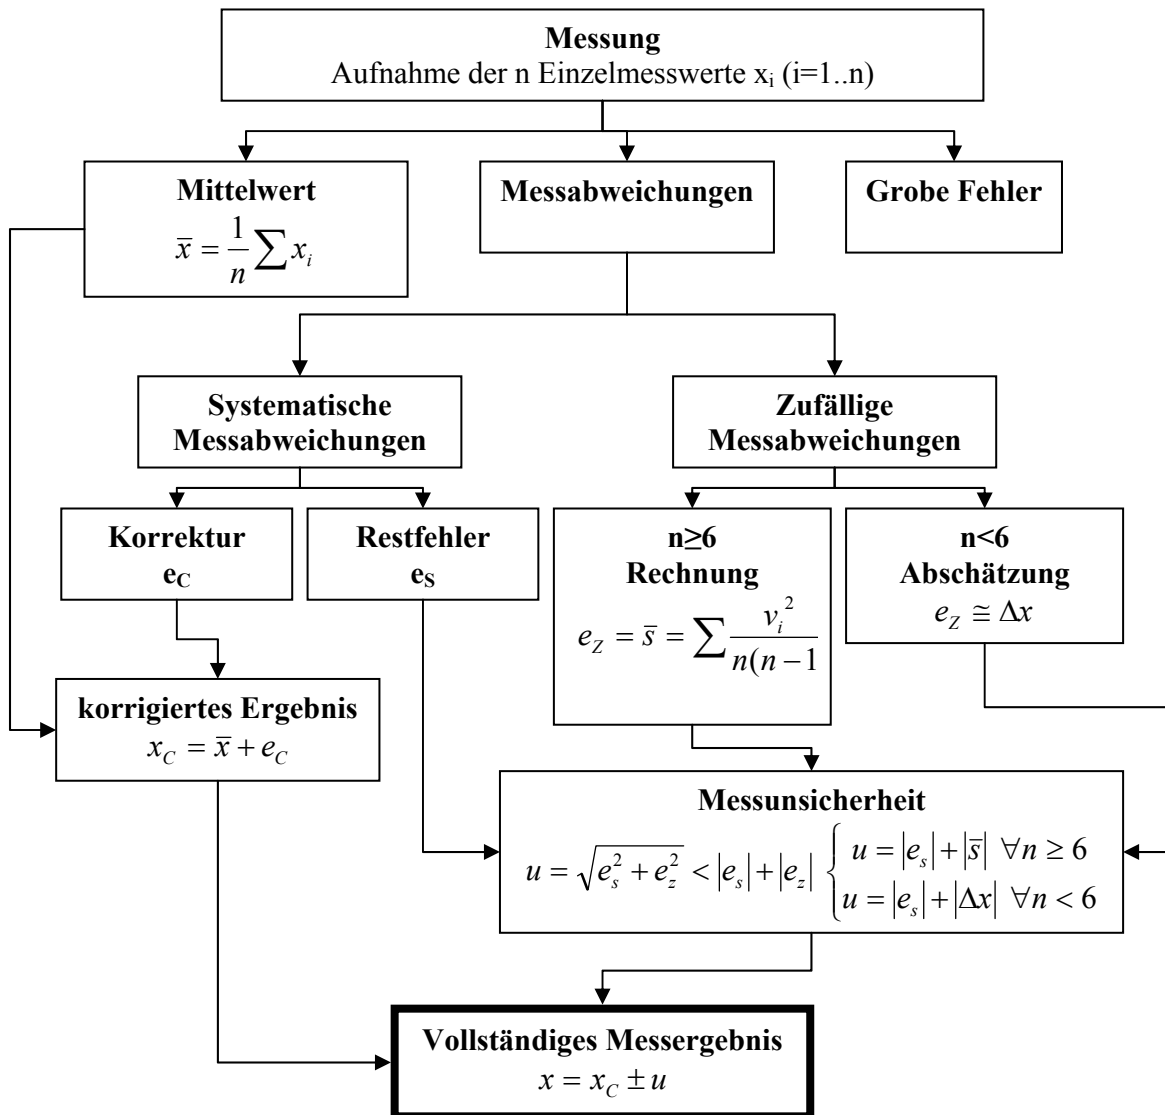 Messung
Aufnahme der n Einzelmesswerte xᵢ (i=1..n)
Mittelwert
x̄ = 1/n ∑ xᵢ
Messabweichungen
Grobe Fehler
Systematische
Messabweichungen
Zufällige
Messabweichungen
Korrektur
e_C
Restfehler
e_S
n≥6
Rechnung
e_Z = s̄ = ∑ v_i²/n(n−1
n<6
Abschätzung
e_Z ≅ Δx
korrigiertes Ergebnis
x_C = x̄ + e_C
Messunsicherheit
u = √(e_s² + e_z²) < |e_s| + |e_z| { u = |e_s| + |s̄| ∀n ≥ 6
u = |e_s| + |Δx| ∀n < 6
Vollständiges Messergebnis
x = x_C ± u